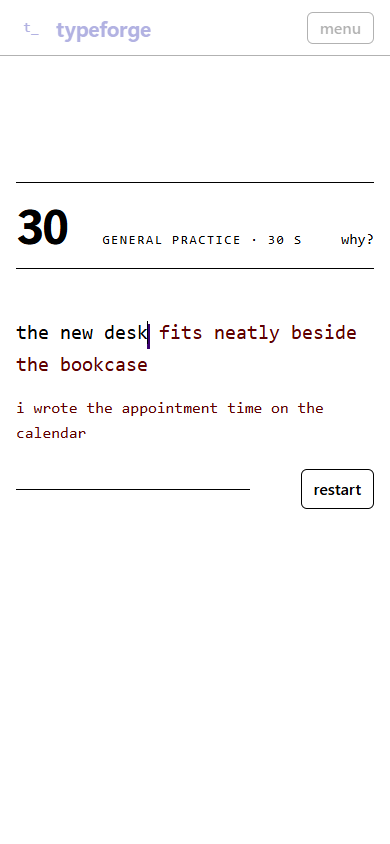 t_ typeforge menu
30 GENERAL PRACTICE · 30 S why?
the new desk fits neatly beside
the bookcase
i wrote the appointment time on the
calendar
restart